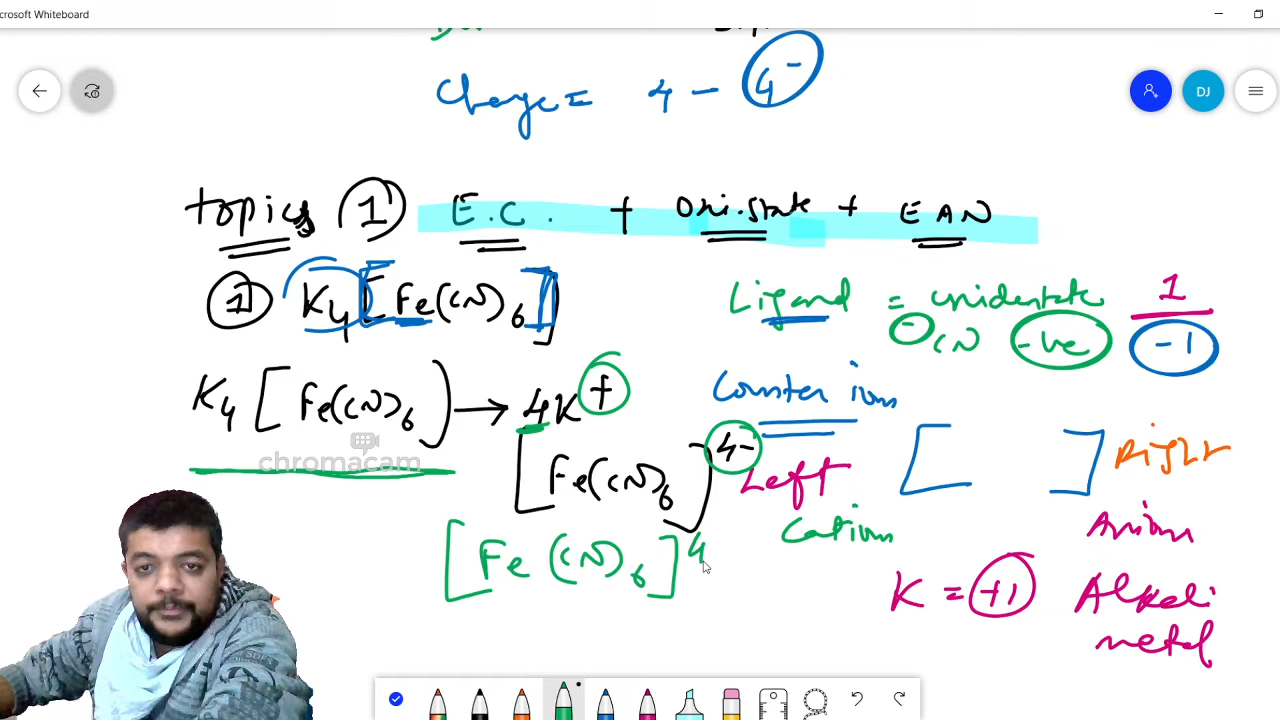 crosoft Whiteboard
Charge = 4 - 4-
DJ
topics 1 E.C. + Oxi.state + E A N
1 K4 [Fe(CN)6]
Ligand = unidentate 1
- CN -ve -1
K4 [Fe(CN)6] → 4K+
Counter ion
[Fe(CN)6]4-
[ ] Right
Left
chromacam
Cation
Anion
[Fe (CN)6]4
K = +1 Alkali
metal